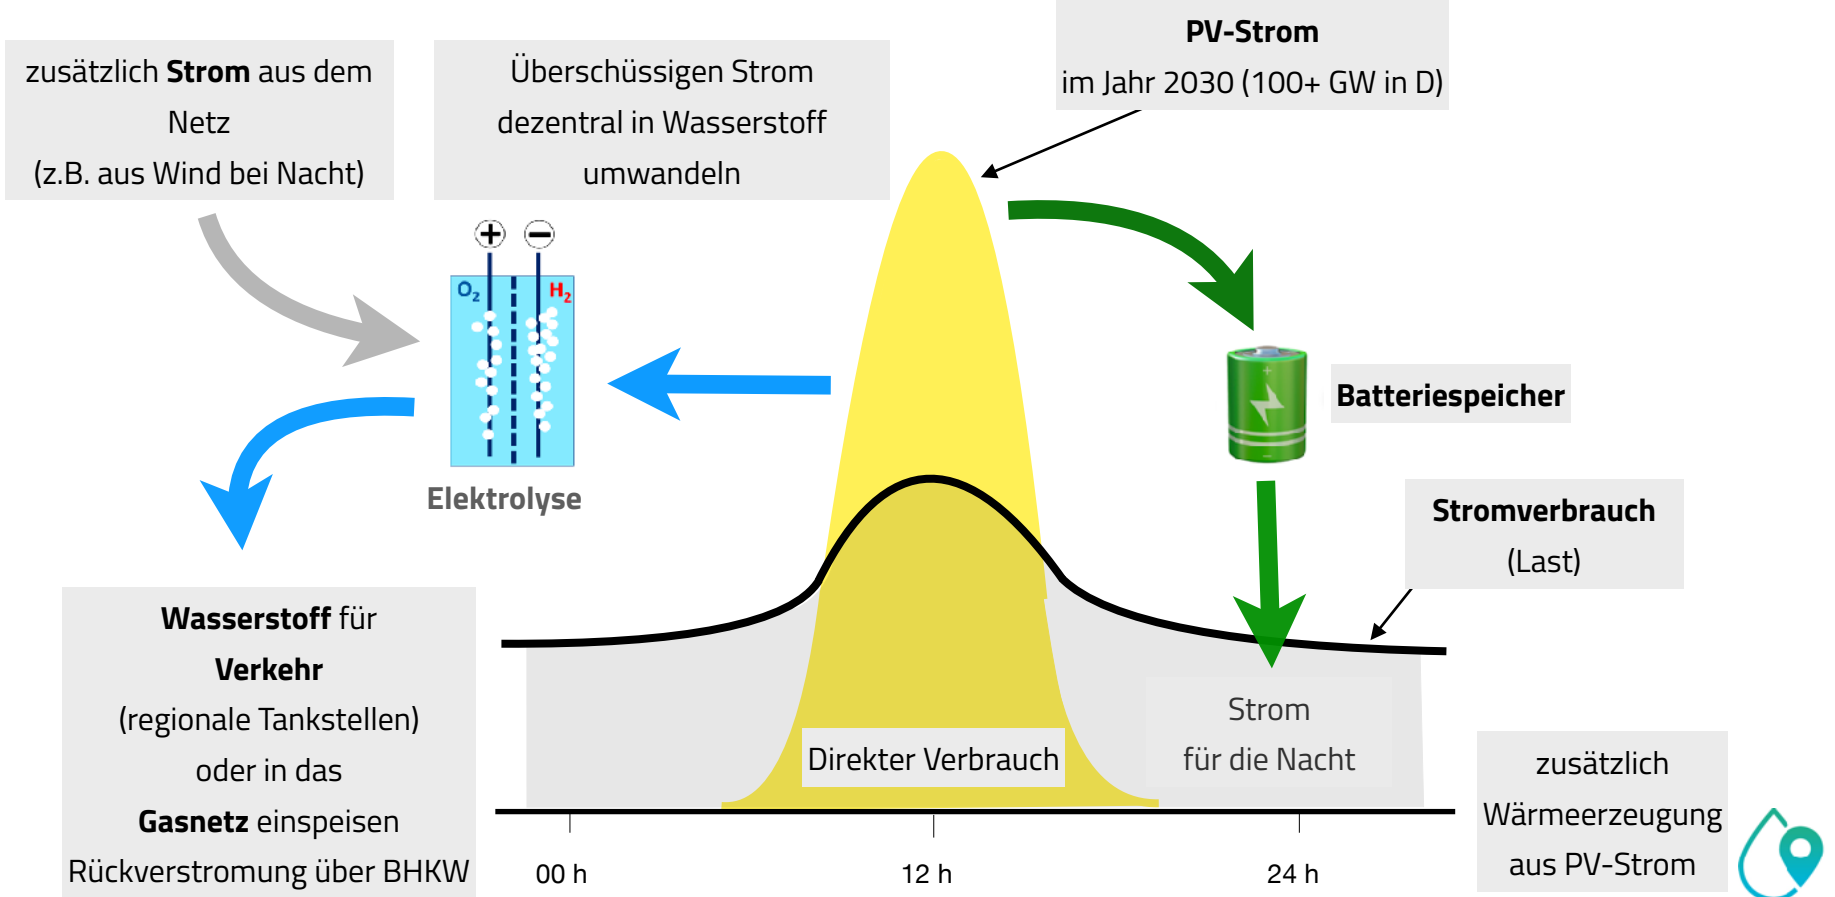 zusätzlich Strom aus dem
Netz
(z.B. aus Wind bei Nacht)
Überschüssigen Strom
dezentral in Wasserstoff
umwandeln
PV-Strom
im Jahr 2030 (100+ GW in D)
+
−
O₂
H₂
Elektrolyse
Batteriespeicher
Stromverbrauch
(Last)
Wasserstoff für
Verkehr
(regionale Tankstellen)
oder in das
Gasnetz einspeisen
Rückverstromung über BHKW
Direkter Verbrauch
Strom
für die Nacht
zusätzlich
Wärmeerzeugung
aus PV-Strom
00 h
12 h
24 h